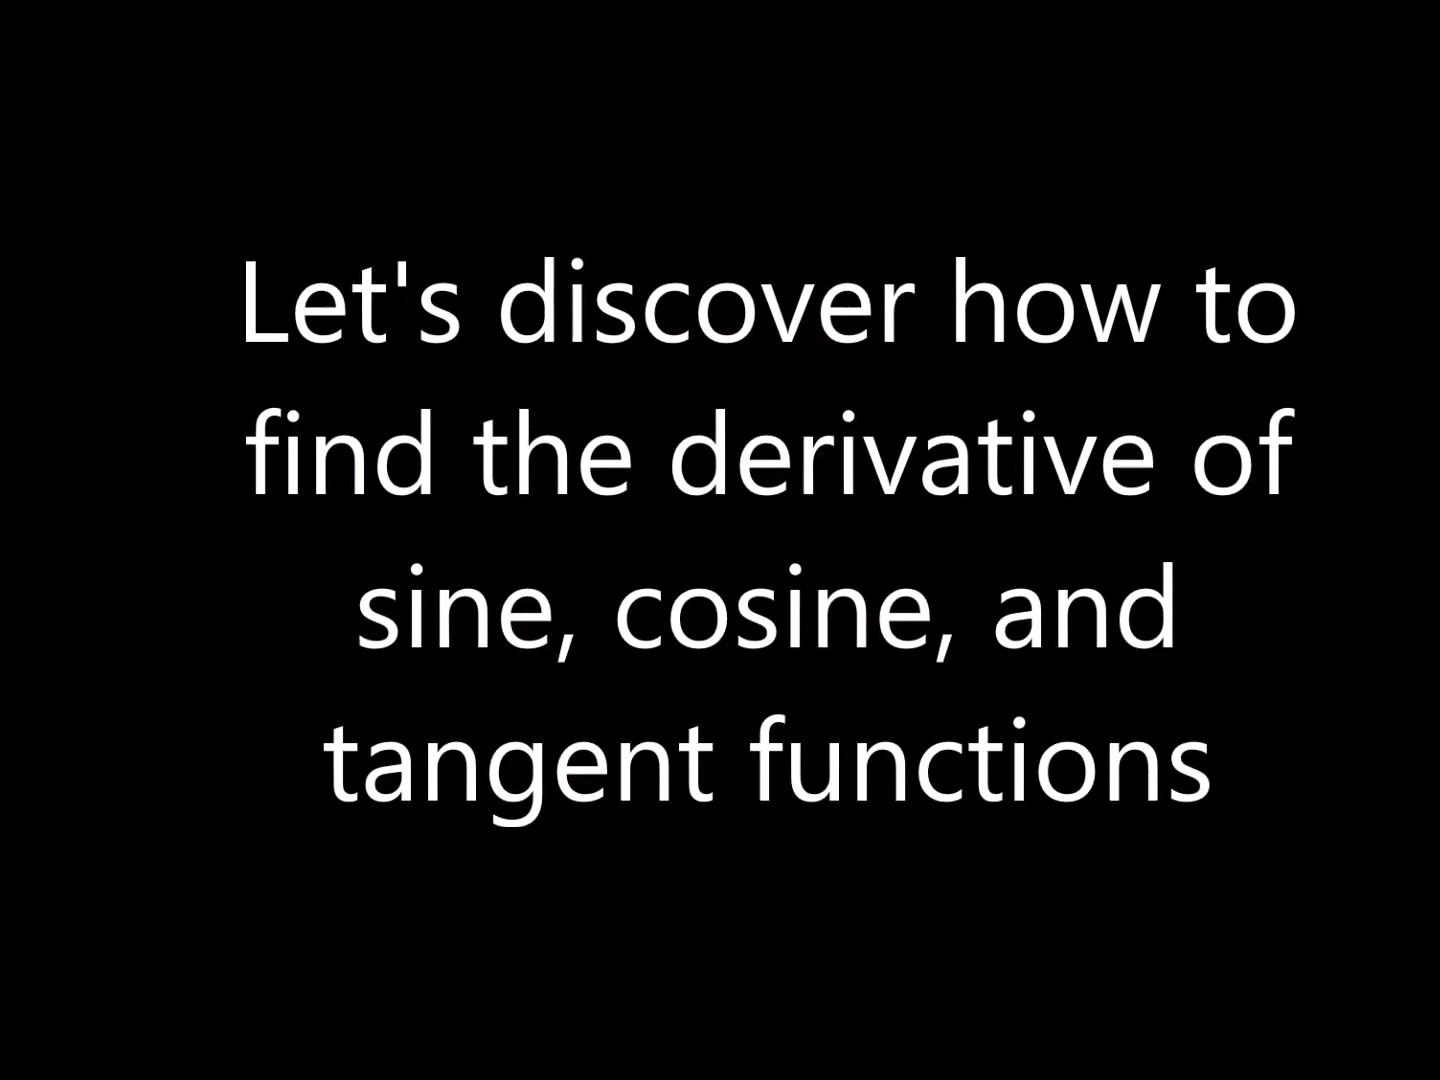 Let's discover how to
find the derivative of
sine, cosine, and
tangent functions